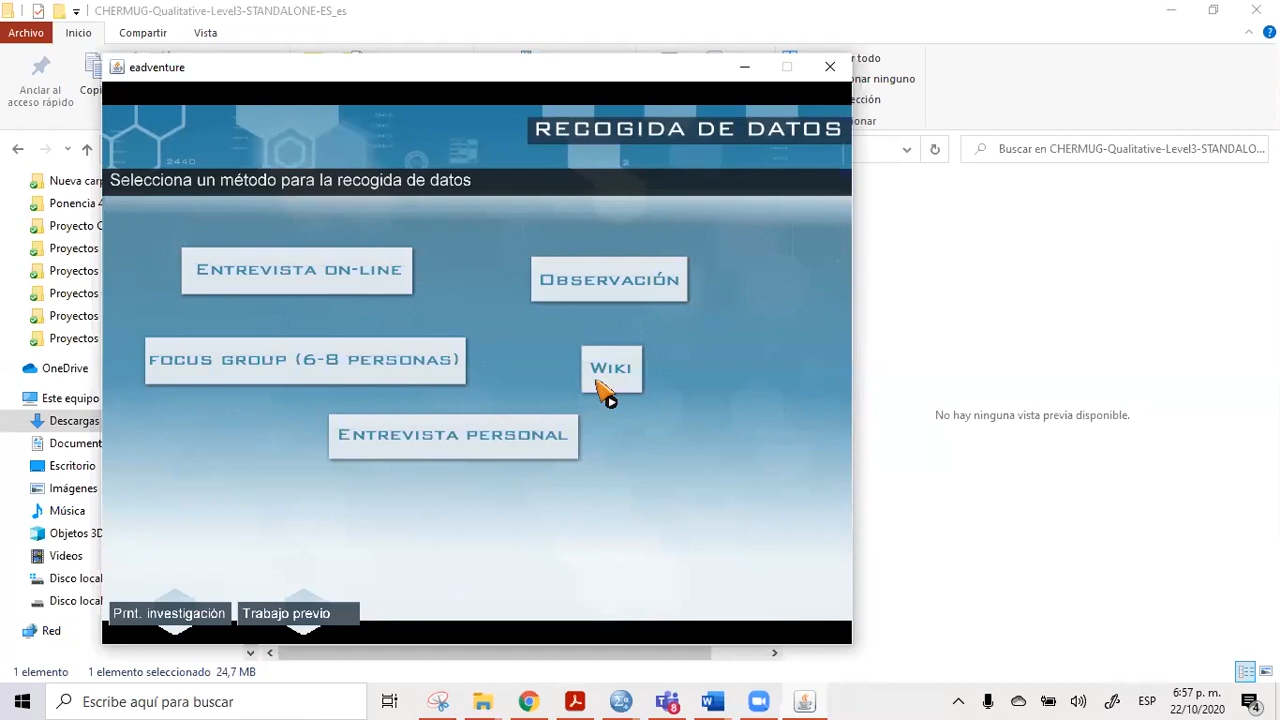 CHERMUG-Qualitative-Level3-STANDALONE-ES_es
Archivo
Inicio
Compartir
Vista
Anclar al
acceso rápido
eadventure
r todo
onar ninguno
ección
onar
Buscar en CHERMUG-Qualitative-Level3-STANDALO...
RECOGIDA DE DATOS
Selecciona un método para la recogida de datos
ENTREVISTA ON-LINE
OBSERVACIÓN
FOCUS GROUP (6-8 PERSONAS)
WIKI
ENTREVISTA PERSONAL
Prnt. investigación
Trabajo previo
Nueva carp
Ponencia 4
Proyecto C
Proyectos
Proyectos
Proyectos
Proyectos
Proyectos
OneDrive
Este equipo
Descargas
Document
Escritorio
Imágenes
Música
Objetos 3D
Videos
Disco local
Disco local
Red
No hay ninguna vista previa disponible.
1 elemento
1 elemento seleccionado 24,7 MB
Escribe aquí para buscar
8
ESP
6:57 p. m.
22/10/2020
4